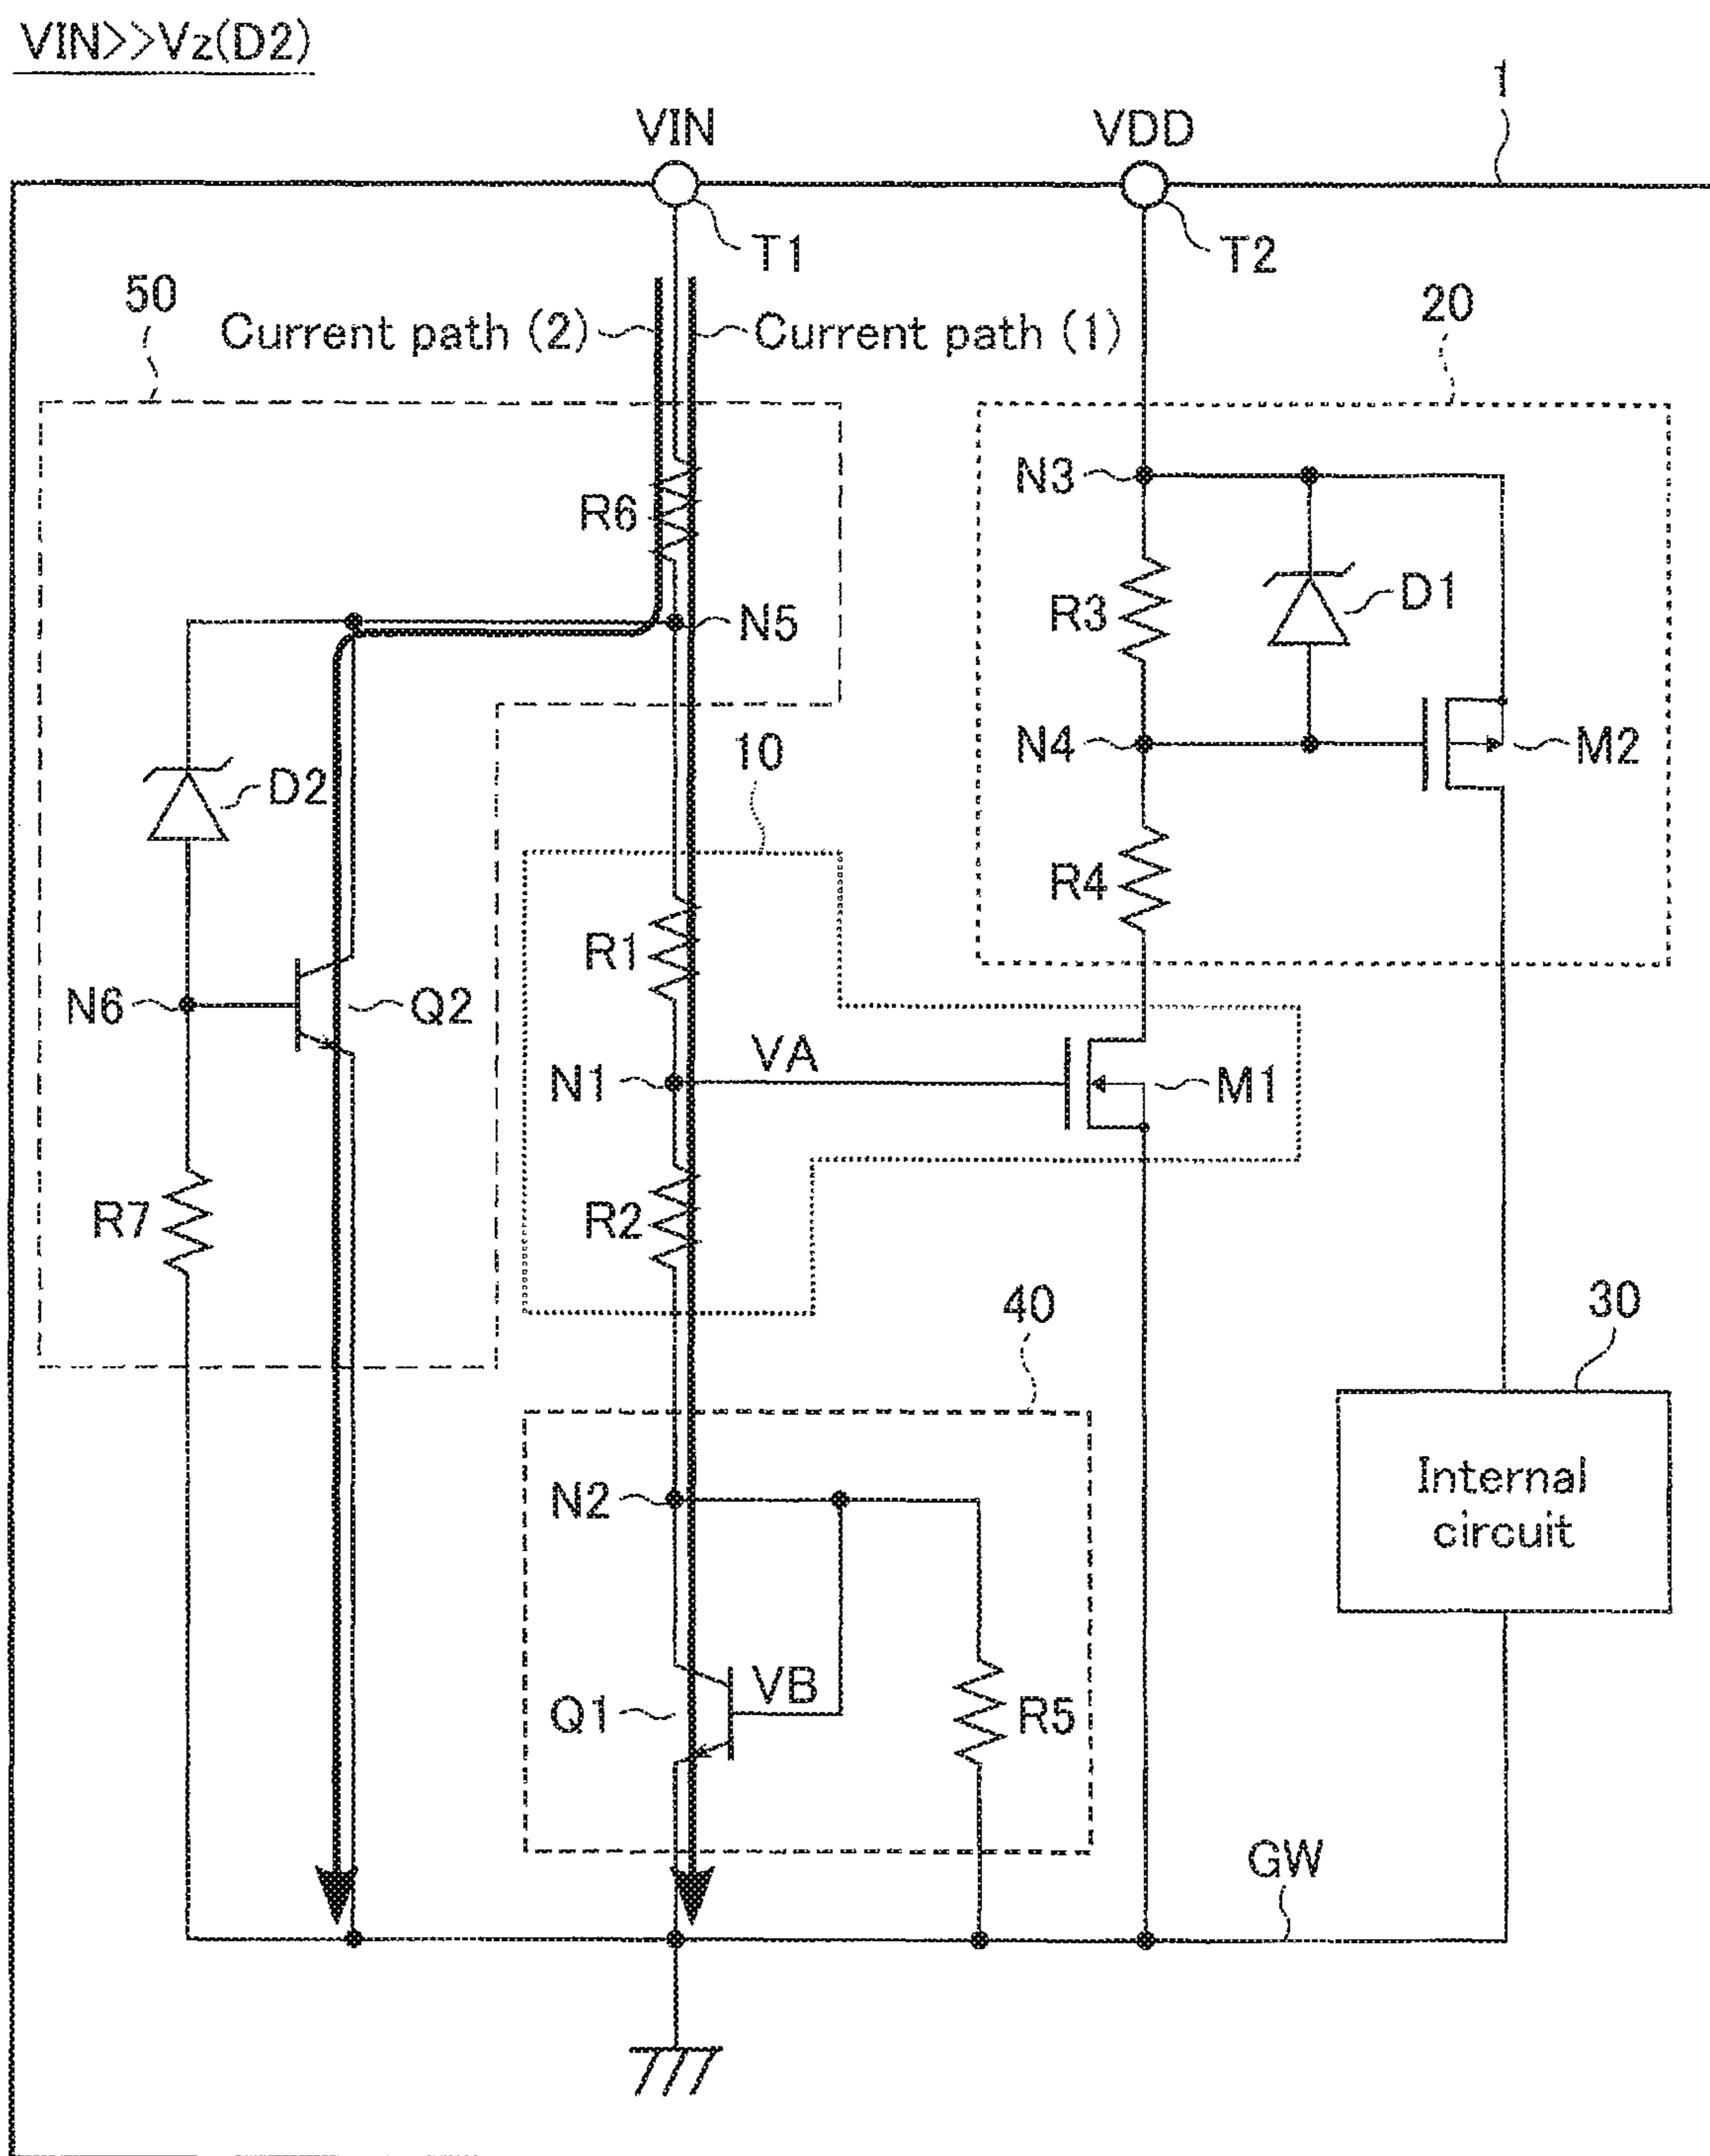 VIN>>Vz(D2)
1
VIN
VDD
T1
T2
50
Current path (2)
Current path (1)
20
N3
R6
D1
R3
N5
10
N4
M2
D2
R4
R1
N6
Q2
VA
N1
M1
R7
R2
40
30
Internal
circuit
N2
VB
Q1
R5
GW